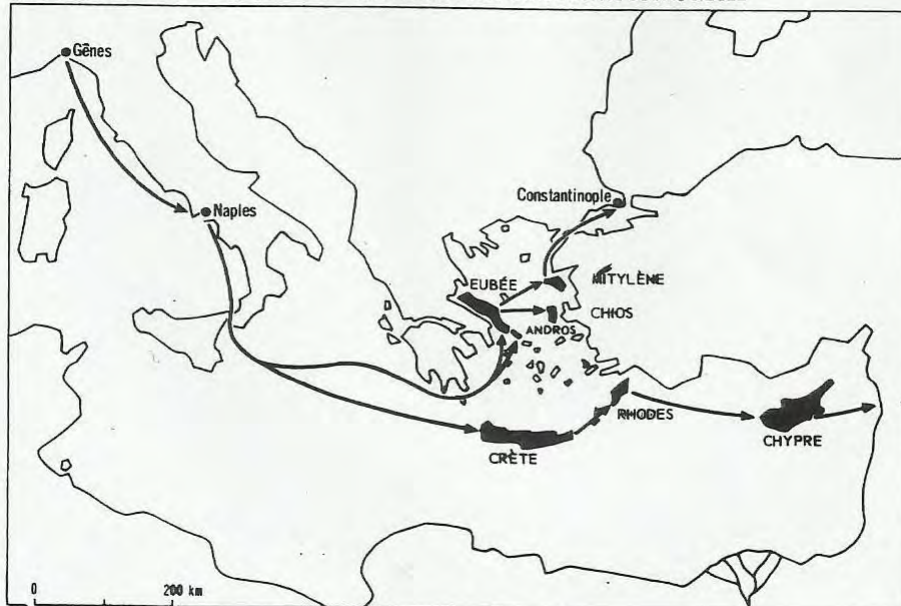 Gênes
Naples
Constantinople
EUBÉE
MITYLÈNE
CHIOS
ANDROS
RHODES
CRÈTE
CHYPRE
0 200 km